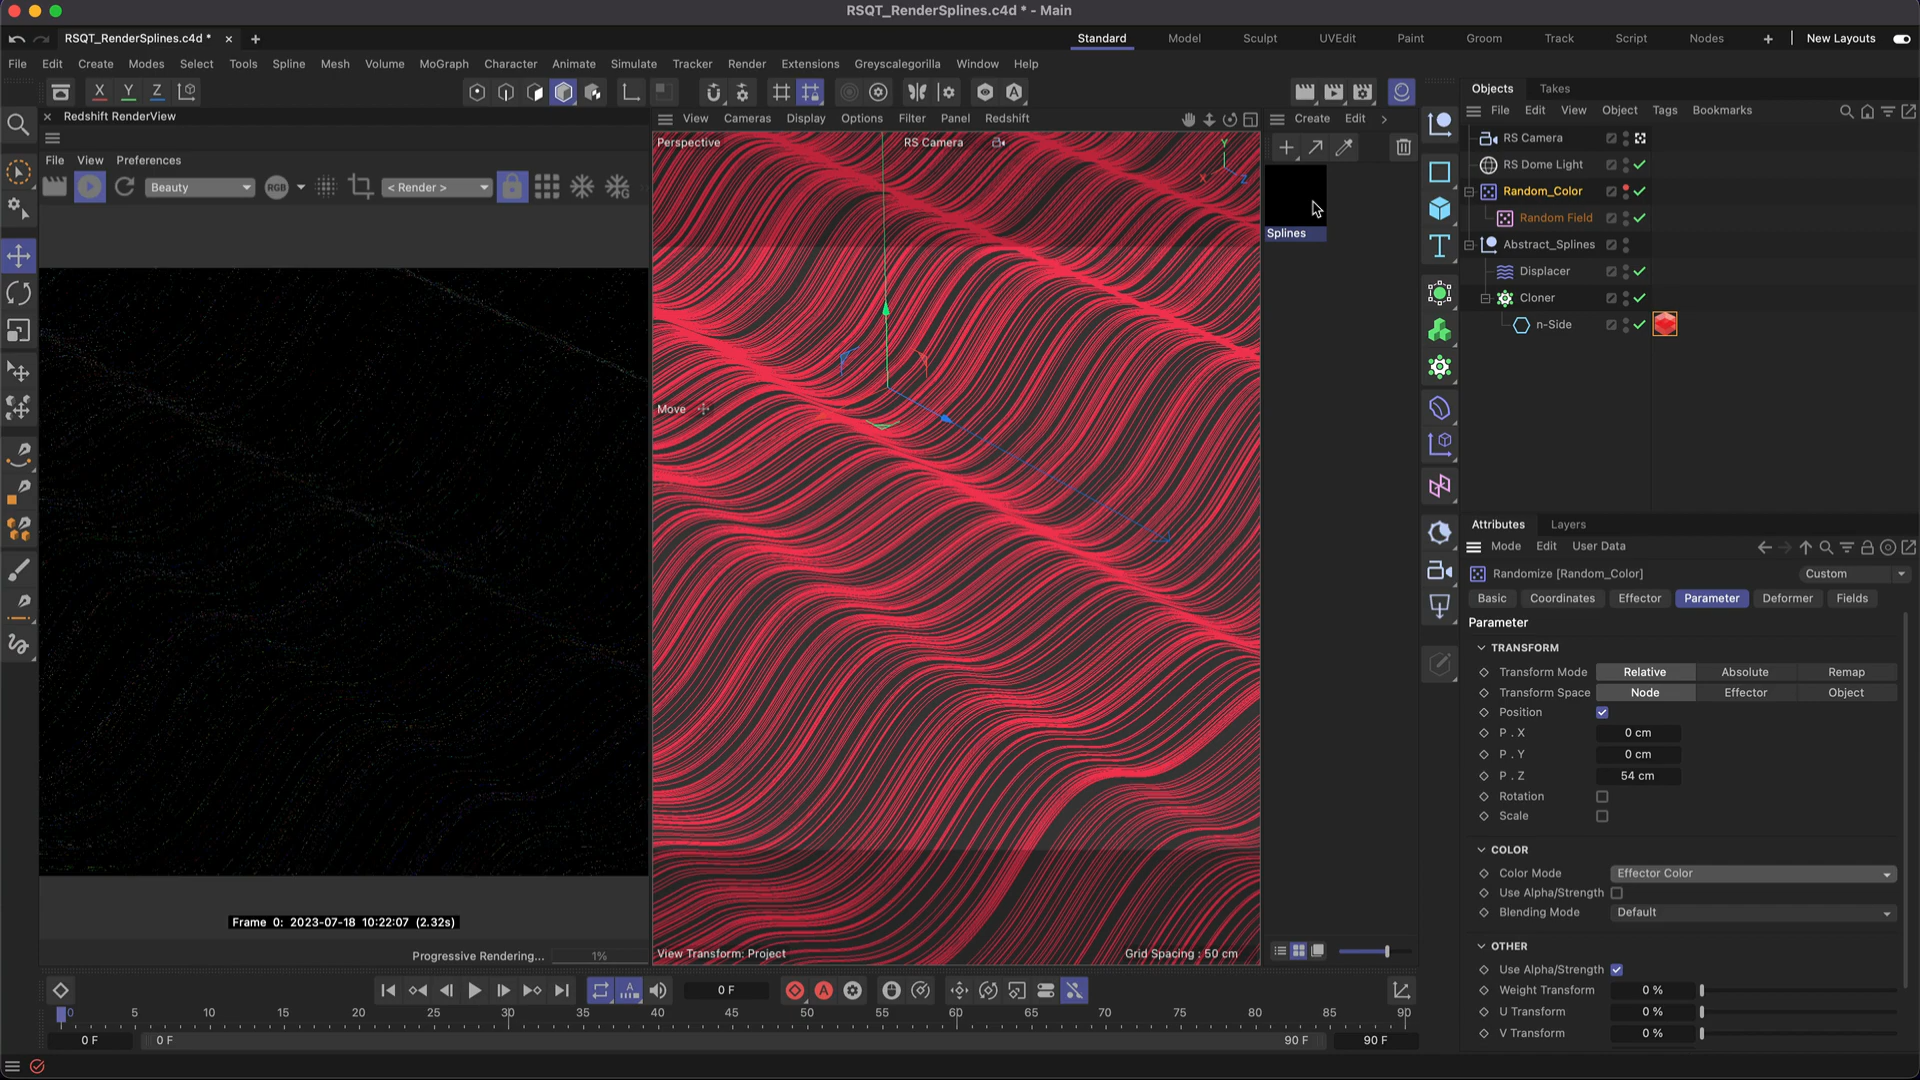 RSQT_RenderSplines.c4d * - Main
RSQT_RenderSplines.c4d *
Standard
Model
Sculpt
UVEdit
Paint
Groom
Track
Script
Nodes
New Layouts
File Edit Create Modes Select Tools Spline Mesh Volume MoGraph Character Animate Simulate Tracker Render Extensions Greyscalegorilla Window Help
X Y Z
Redshift RenderView
View Cameras Display Options Filter Panel Redshift
Create Edit
File View Preferences
Beauty
RGB
< Render >
Perspective
RS Camera
Y
X
Z
Splines
Move
View Transform: Project
Grid Spacing : 50 cm
Frame 0: 2023-07-18 10:22:07 (2.32s)
Progressive Rendering...
1%
Objects
Takes
File Edit View Object Tags Bookmarks
RS Camera
RS Dome Light
Random_Color
Random Field
Abstract_Splines
Displacer
Cloner
n-Side
Attributes
Layers
Mode Edit User Data
Randomize [Random_Color]
Custom
Basic Coordinates Effector Parameter Deformer Fields
Parameter
TRANSFORM
Transform Mode Relative Absolute Remap
Transform Space Node Effector Object
Position
P . X 0 cm
P . Y 0 cm
P . Z 54 cm
Rotation
Scale
COLOR
Color Mode Effector Color
Use Alpha/Strength
Blending Mode Default
OTHER
Use Alpha/Strength
Weight Transform 0 %
U Transform 0 %
V Transform 0 %
0 F
0 5 10 15 20 25 30 35 40 45 50 55 60 65 70 75 80 85 90
0 F
0 F
90 F
90 F